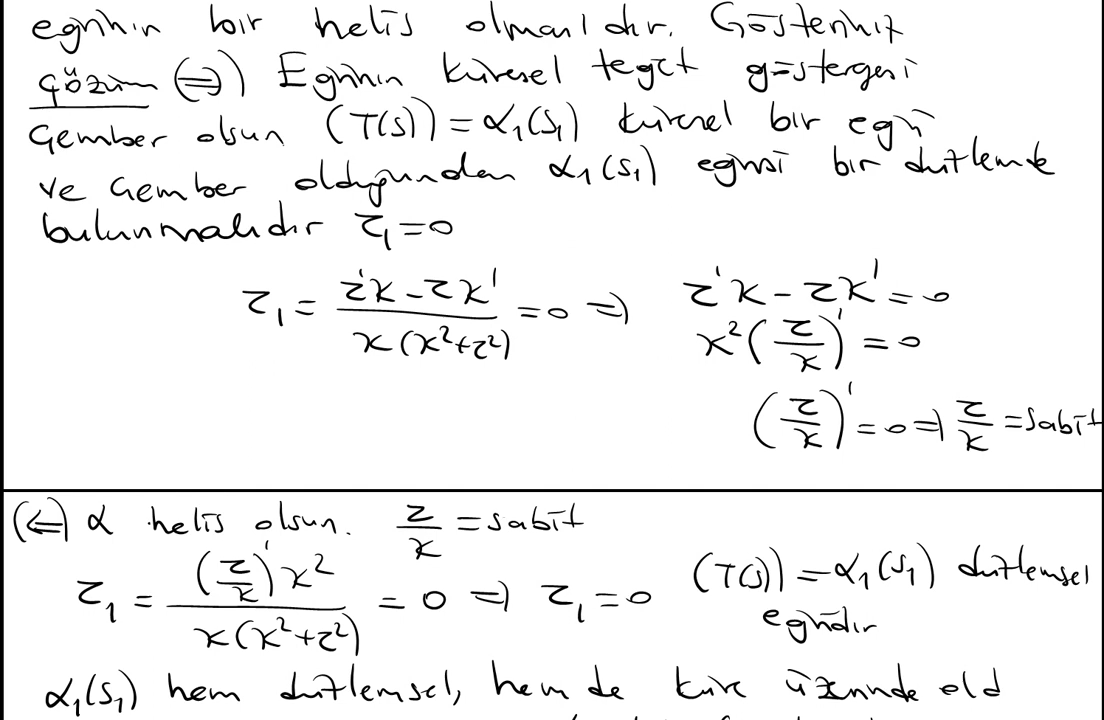 eğrinin bir helis olmasıdır. Gösteriniz
Çözüm (⇒) Eğrinin küresel teğet göstergesi
Çember olsun (T(s)) = α₁(s₁) küresel bir eğri
ve çember olduğundan α₁(s₁) eğrisi bir düzlemde
bulunmalıdır τ₁ = 0
τ₁ = (τ'κ - τκ') / (κ(κ²+τ²)) = 0 ⇒ τ'κ - τκ' = 0
κ²(τ/κ)' = 0
(τ/κ)' = 0 ⇒ τ/κ = sabit
(⇐) α helis olsun. τ/κ = sabit
τ₁ = ((τ/κ)' κ²) / (κ(κ²+τ²)) = 0 ⇒ τ₁ = 0 (T(s)) = α₁(s₁) düzlemsel
eğridir
α₁(s₁) hem düzlemsel, hem de küre üzerinde old